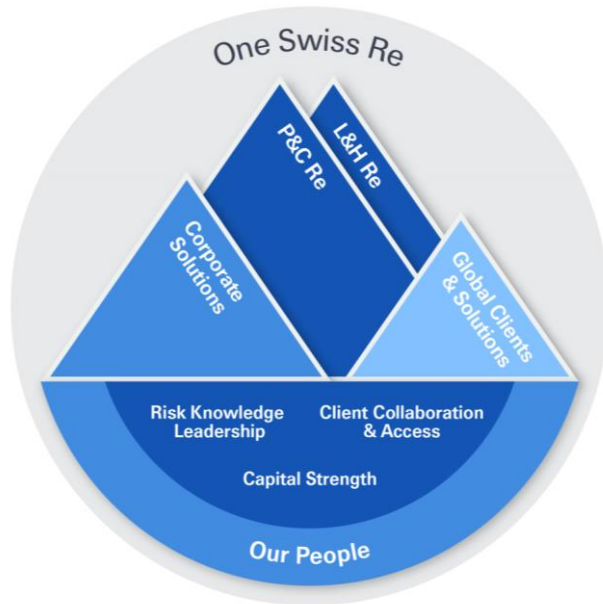 One Swiss Re
P&C Re
L&H Re
Corporate
Solutions
Global Clients
& Solutions
Risk Knowledge
Leadership
Client Collaboration
& Access
Capital Strength
Our People